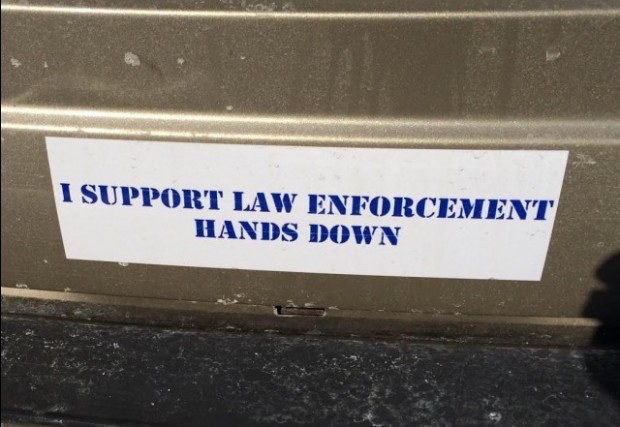 I SUPPORT LAW ENFORCEMENT
HANDS DOWN